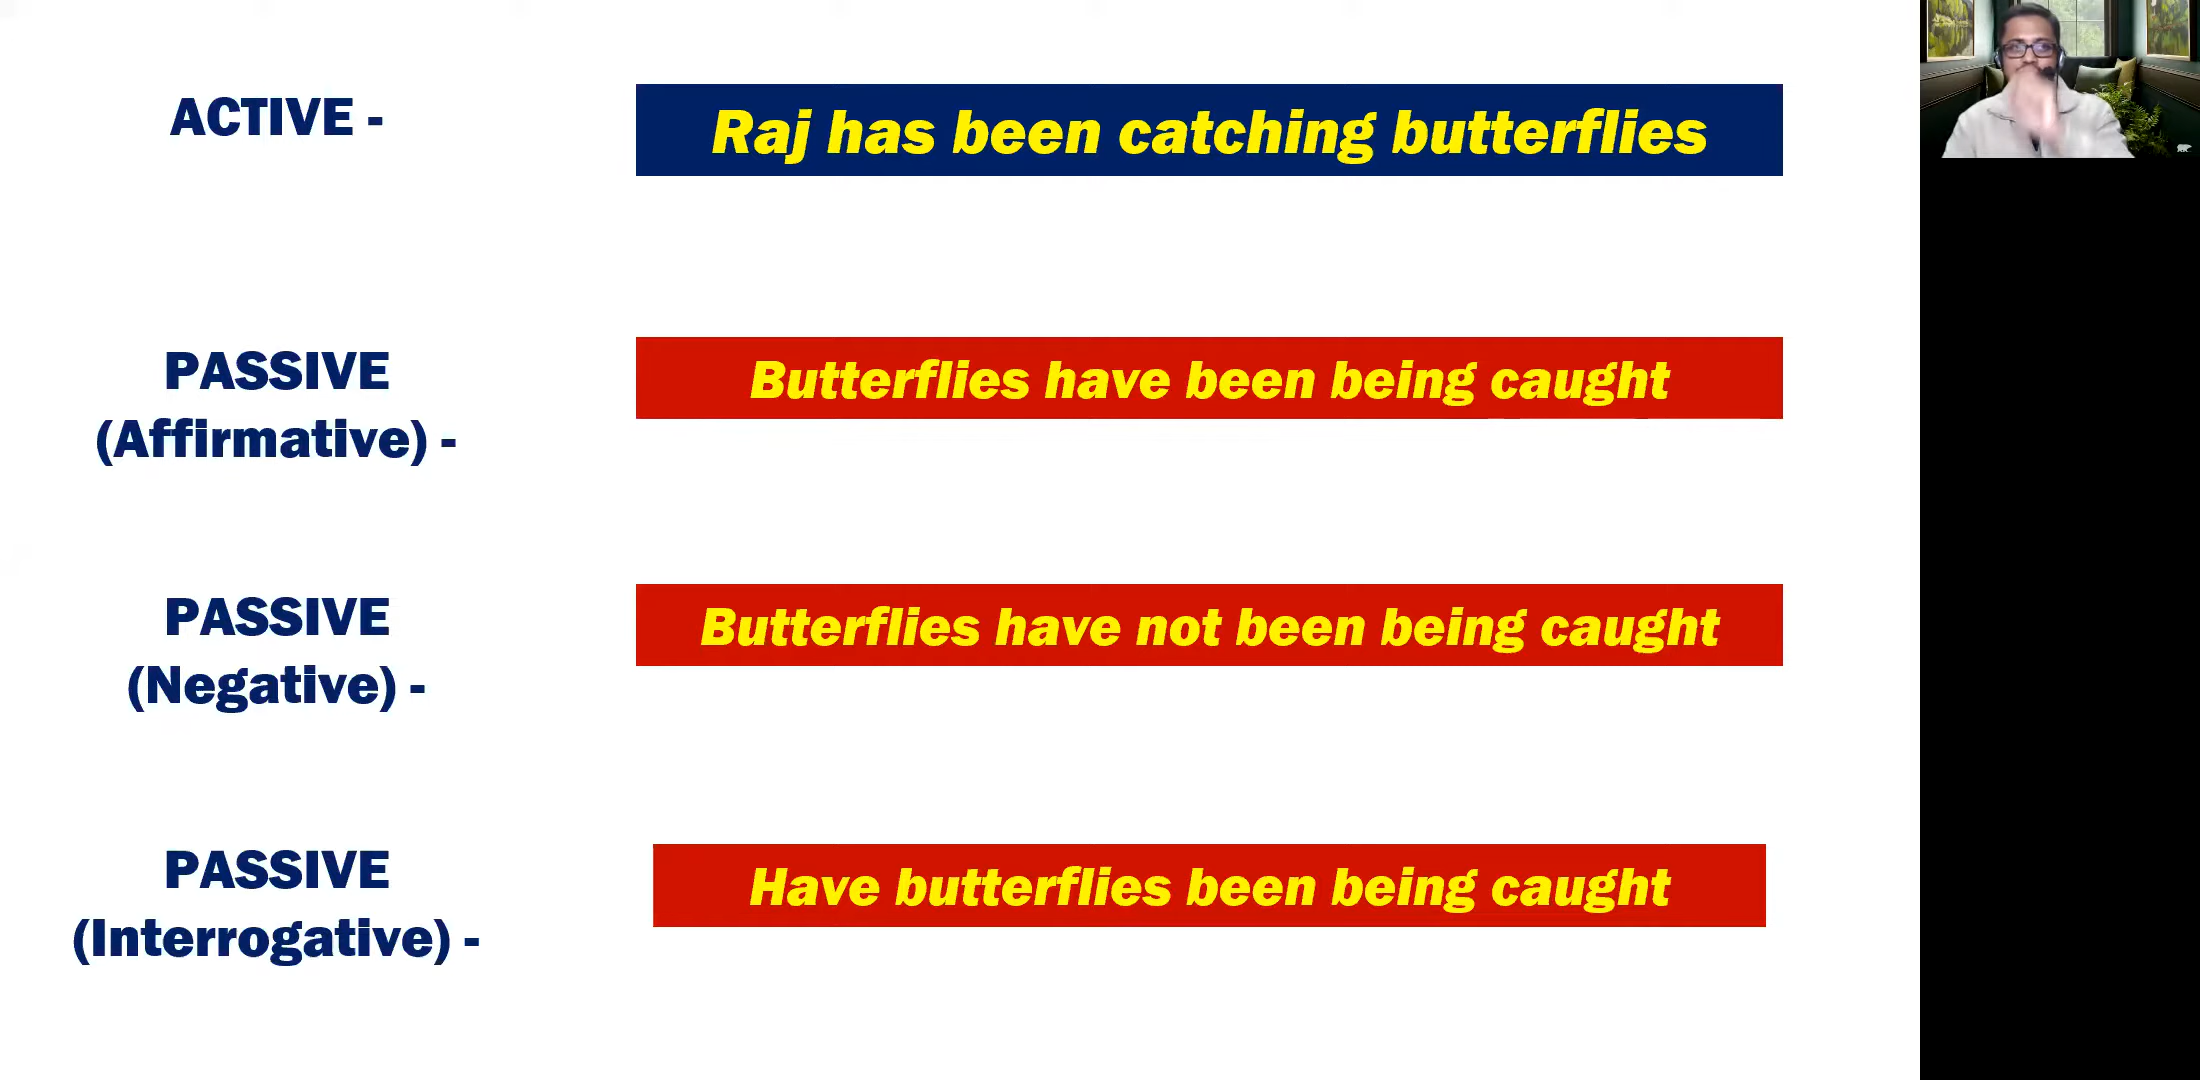 ACTIVE -
Raj has been catching butterflies
PASSIVE
(Affirmative) -
Butterflies have been being caught
PASSIVE
(Negative) -
Butterflies have not been being caught
PASSIVE
(Interrogative) -
Have butterflies been being caught